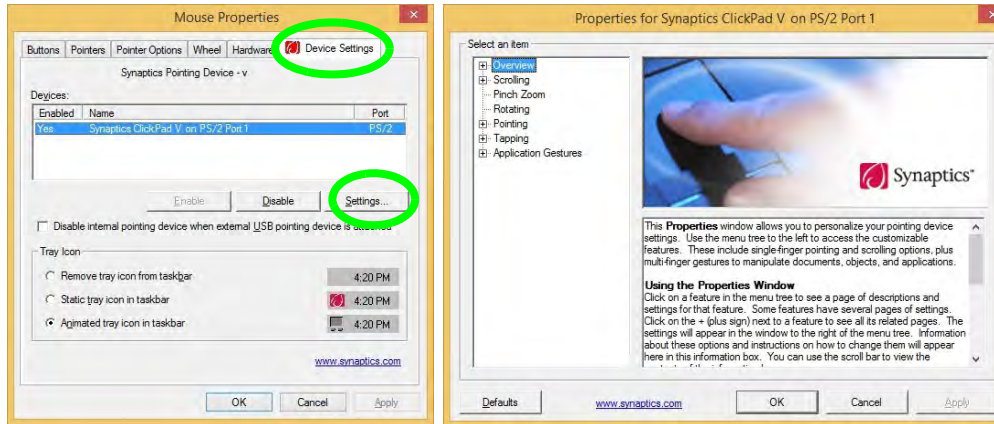 Mouse Properties
Buttons Pointers Pointer Options Wheel Hardware Device Settings
Synaptics Pointing Device - v
Devices:
Enabled Name Port
Yes Synaptics ClickPad V on PS/2 Port 1 PS/2
Enable Disable Settings...
Disable internal pointing device when external USB pointing device is attached
Tray Icon
Remove tray icon from taskbar 4:20 PM
Static tray icon in taskbar 4:20 PM
Animated tray icon in taskbar 4:20 PM
www.synaptics.com
OK Cancel Apply
Properties for Synaptics ClickPad V on PS/2 Port 1
Select an item
Overview
Scrolling
Pinch Zoom
Rotating
Pointing
Tapping
Application Gestures
Synaptics
This Properties window allows you to personalize your pointing device
settings. Use the menu tree to the left to access the customizable
features. These include single-finger pointing and scrolling options, plus
multi-finger gestures to manipulate documents, objects, and applications.
Using the Properties Window
Click on a feature in the menu tree to see a page of descriptions and
settings for that feature. Some features have several pages of settings.
Click on the + (plus sign) next to a feature to see all its related pages. The
settings will appear in the window to the right of the menu tree. Information
about these options and instructions on how to change them will appear
here in this information box. You can use the scroll bar to view the
Defaults www.synaptics.com OK Cancel Apply